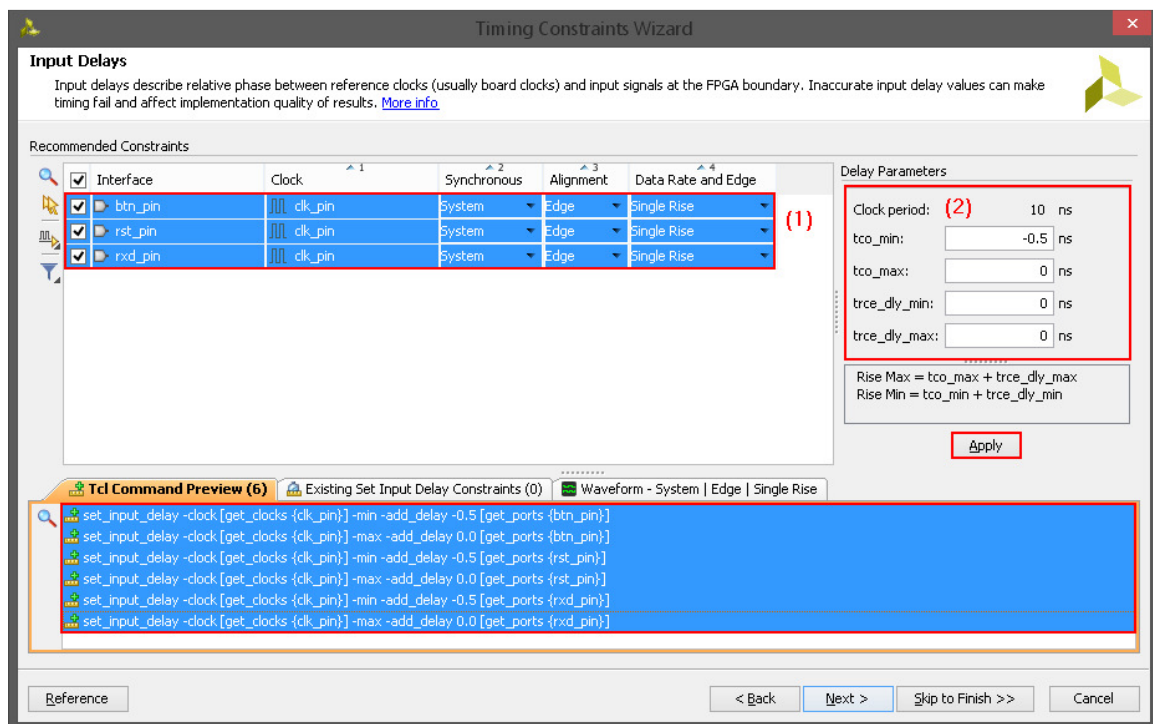 Timing Constraints Wizard
Input Delays
Input delays describe relative phase between reference clocks (usually board clocks) and input signals at the FPGA boundary. Inaccurate input delay values can make
timing fail and affect implementation quality of results. More info
Recommended Constraints
Interface Clock 1 Synchronous 2 Alignment 3 Data Rate and Edge 4
btn_pin clk_pin System Edge Single Rise
rst_pin clk_pin System Edge Single Rise
rxd_pin clk_pin System Edge Single Rise
(1)
Delay Parameters
Clock period: (2) 10 ns
tco_min: -0.5 ns
tco_max: 0 ns
trce_dly_min: 0 ns
trce_dly_max: 0 ns
Rise Max = tco_max + trce_dly_max
Rise Min = tco_min + trce_dly_min
Apply
Tcl Command Preview (6) Existing Set Input Delay Constraints (0) Waveform - System | Edge | Single Rise
set_input_delay -clock [get_clocks {clk_pin}] -min -add_delay -0.5 [get_ports {btn_pin}]
set_input_delay -clock [get_clocks {clk_pin}] -max -add_delay 0.0 [get_ports {btn_pin}]
set_input_delay -clock [get_clocks {clk_pin}] -min -add_delay -0.5 [get_ports {rst_pin}]
set_input_delay -clock [get_clocks {clk_pin}] -max -add_delay 0.0 [get_ports {rst_pin}]
set_input_delay -clock [get_clocks {clk_pin}] -min -add_delay -0.5 [get_ports {rxd_pin}]
set_input_delay -clock [get_clocks {clk_pin}] -max -add_delay 0.0 [get_ports {rxd_pin}]
Reference < Back Next > Skip to Finish >> Cancel